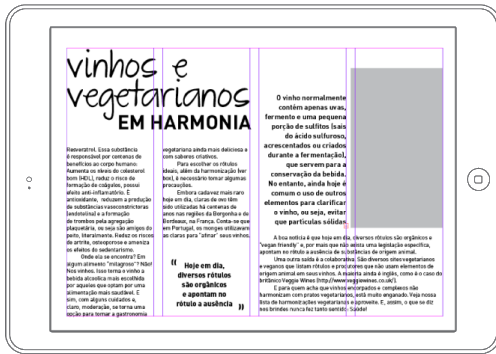 vinhos e
vegetarianos
EM HARMONIA
Resveratrol. Essa substância
é responsável por centenas de
benefícios ao corpo humano:
Aumenta os ideais do colesterol
bom (HDL), reduz o risco de
formação de coágulos, possui
efeito anti-inflamatório. É
antioxidante, reduzem a produção
de substâncias vasoconstrictoras
(endotelina) e a formação
de trombos pela agregação
plaquetária, ou seja são amigos do
peito, literalmente. Reduz os riscos
de artrite, osteoporose e ameniza
os efeitos do sedentarismo.
Onde ela se encontra? Em
algum alimento "milagroso"? Não!
Nos vinhos. Isso torna o vinho a
bebida alcoólica mais escolhida
por aqueles que optam por uma
alimentação mais saudável. E
sim, com alguns cuidados e,
claro, moderação, se torna uma
opção para tornar a gastronomia
vegetariana ainda mais deliciosa e
com sabores criativos.
Para escolher os rótulos
ideais, além da harmonização (ver
box), é necessário tomar algumas
precauções.
Embora cadavez mais raro
hoje em dia, claras de ovo têm
sido utilizadas há centenas de
anos nas regiões da Borgonha e de
Bordeaux, na França. Conta-se que
em Portugal, os monges utilizavam
as claras para "afinar" seus vinhos.
“ Hoje em dia,
diversos rótulos
são orgânicos
e apontam no
rótulo a ausência ”
O vinho normalmente
contém apenas uvas,
fermento e uma pequena
porção de sulfitos (sais
do ácido sulfuroso,
acrescentados ou criados
durante a fermentação),
que servem para a
conservação da bebida.
No entanto, ainda hoje é
comum o uso de outros
elementos para clarificar
o vinho, ou seja, evitar
que partículas sólidas
A boa notícia é que hoje em dia, diversos rótulos são orgânicos e
"vegan friendly" e, por mais que não exista uma legislação específica,
apontam no rótulo a ausência de substâncias de origem animal.
Uma outra saída é a colaborativa: São diversos sites vegetarianos
e veganos que listam rótulos e produtores que não usam elementos de
origem animal em seus vinhos. A maioria ainda é inglês, como é o caso do
britânico Veggie Wines (http://www.veggiewines.co.uk/).
E para quem acha que vinhos encorpados e complexos não
harmonizam com pratos vegetarianos, está muito enganado. Veja nossa
lista de harmonizações vegetarianas e aproveite. E, assim, o que se diz
nos brindes nunca fez tanto sentido: Saúde!